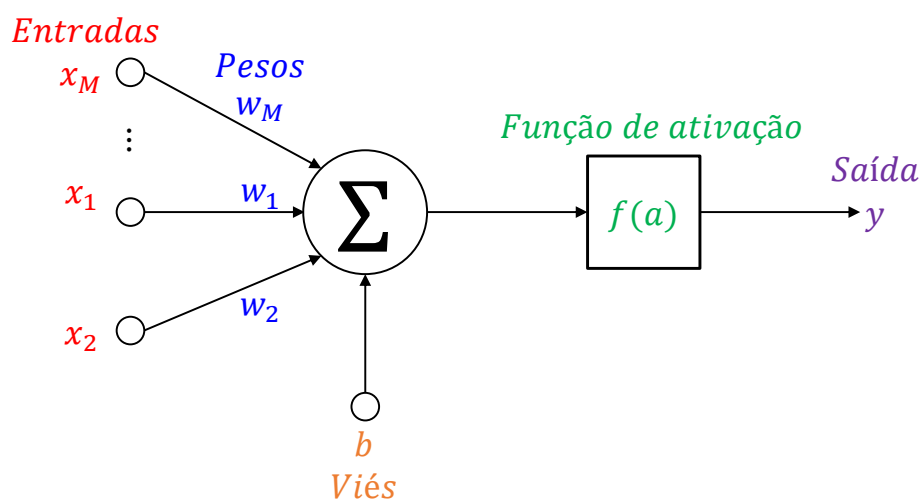 Entradas
x_M
Pesos
w_M
⋮
Função de ativação
x_1
w_1
Σ
f(a)
Saída
y
x_2
w_2
b
Viés